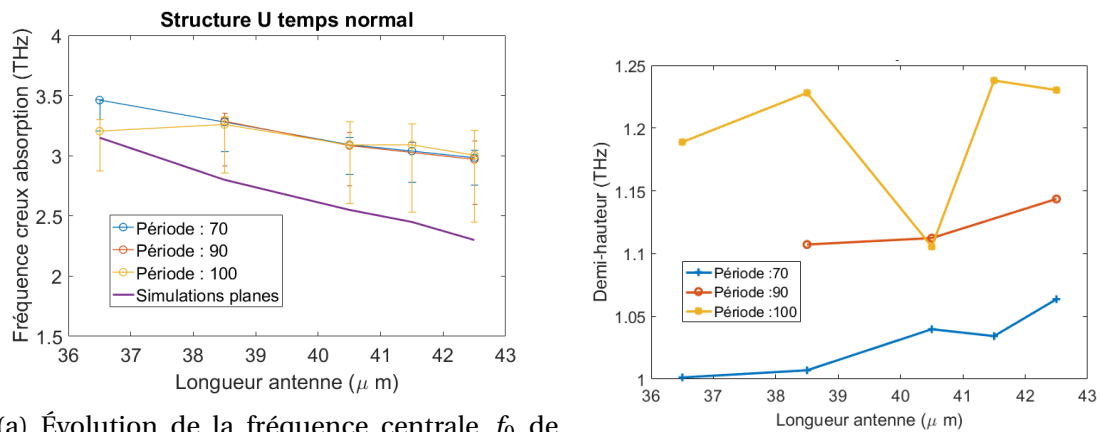 Structure U temps normal
Fréquence creux absorption (THz)
4
3.5
3
2.5
2
1.5
Période : 70
Période : 90
Période : 100
Simulations planes
36 37 38 39 40 41 42 43
Longueur antenne (μ m)
Demi-hauteur (THz)
1.25
1.2
1.15
1.1
1.05
1
Période :70
Période :90
Période :100
36 37 38 39 40 41 42 43
Longueur antenne (μ m)
(a) Évolution de la fréquence centrale f0 de